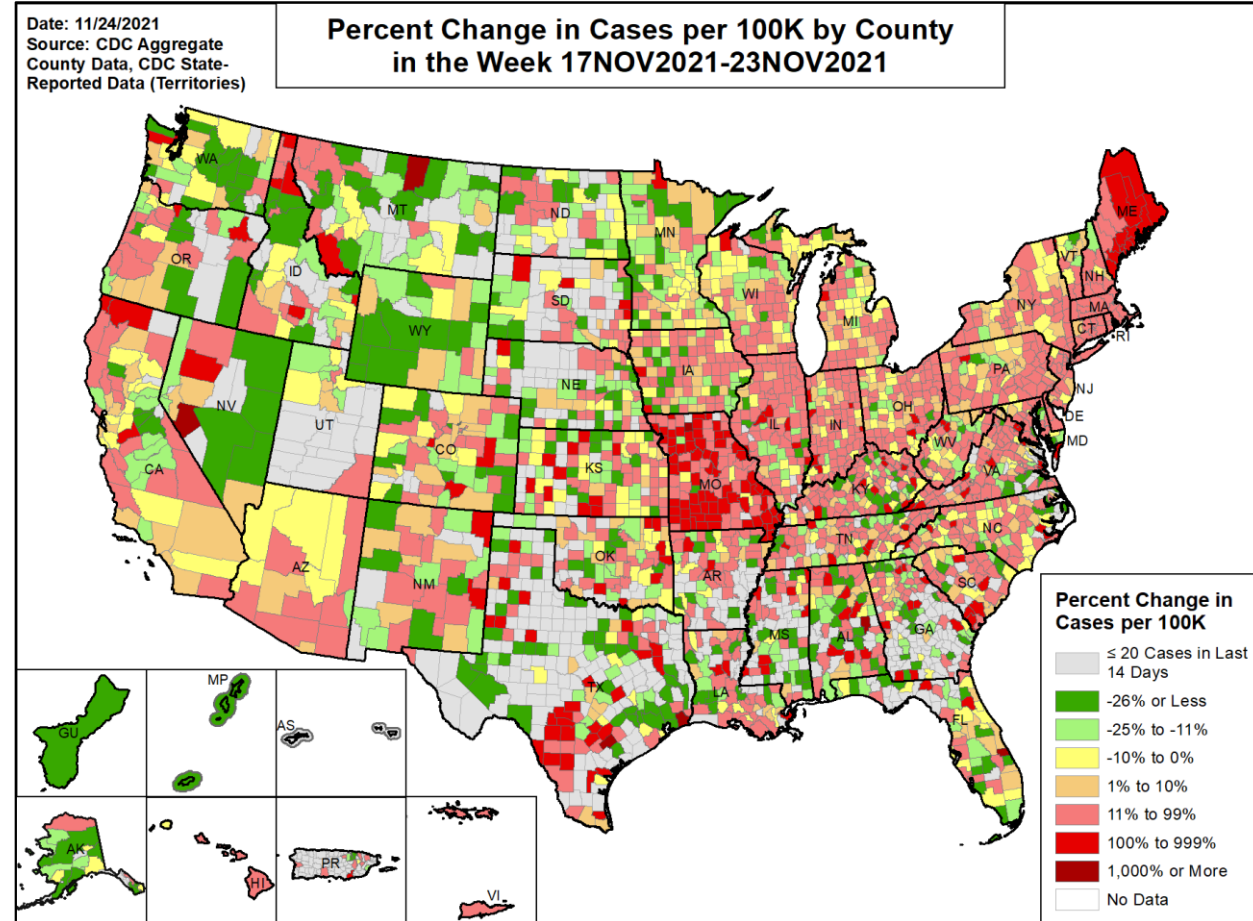 Date: 11/24/2021
Source: CDC Aggregate
County Data, CDC State-
Reported Data (Territories)
Percent Change in Cases per 100K by County
in the Week 17NOV2021-23NOV2021
WA
MT
ND
MN
ME
OR
ID
SD
WI
MI
VT
NH
NY
MA
CT
RI
WY
NE
IA
PA
NJ
NV
UT
CO
IL
IN
OH
WV
DE
MD
CA
KS
MO
KY
VA
AZ
NM
OK
AR
TN
NC
SC
TX
LA
MS
AL
GA
FL
GU
MP
AS
AK
HI
PR
VI
Percent Change in
Cases per 100K
≤ 20 Cases in Last
14 Days
-26% or Less
-25% to -11%
-10% to 0%
1% to 10%
11% to 99%
100% to 999%
1,000% or More
No Data